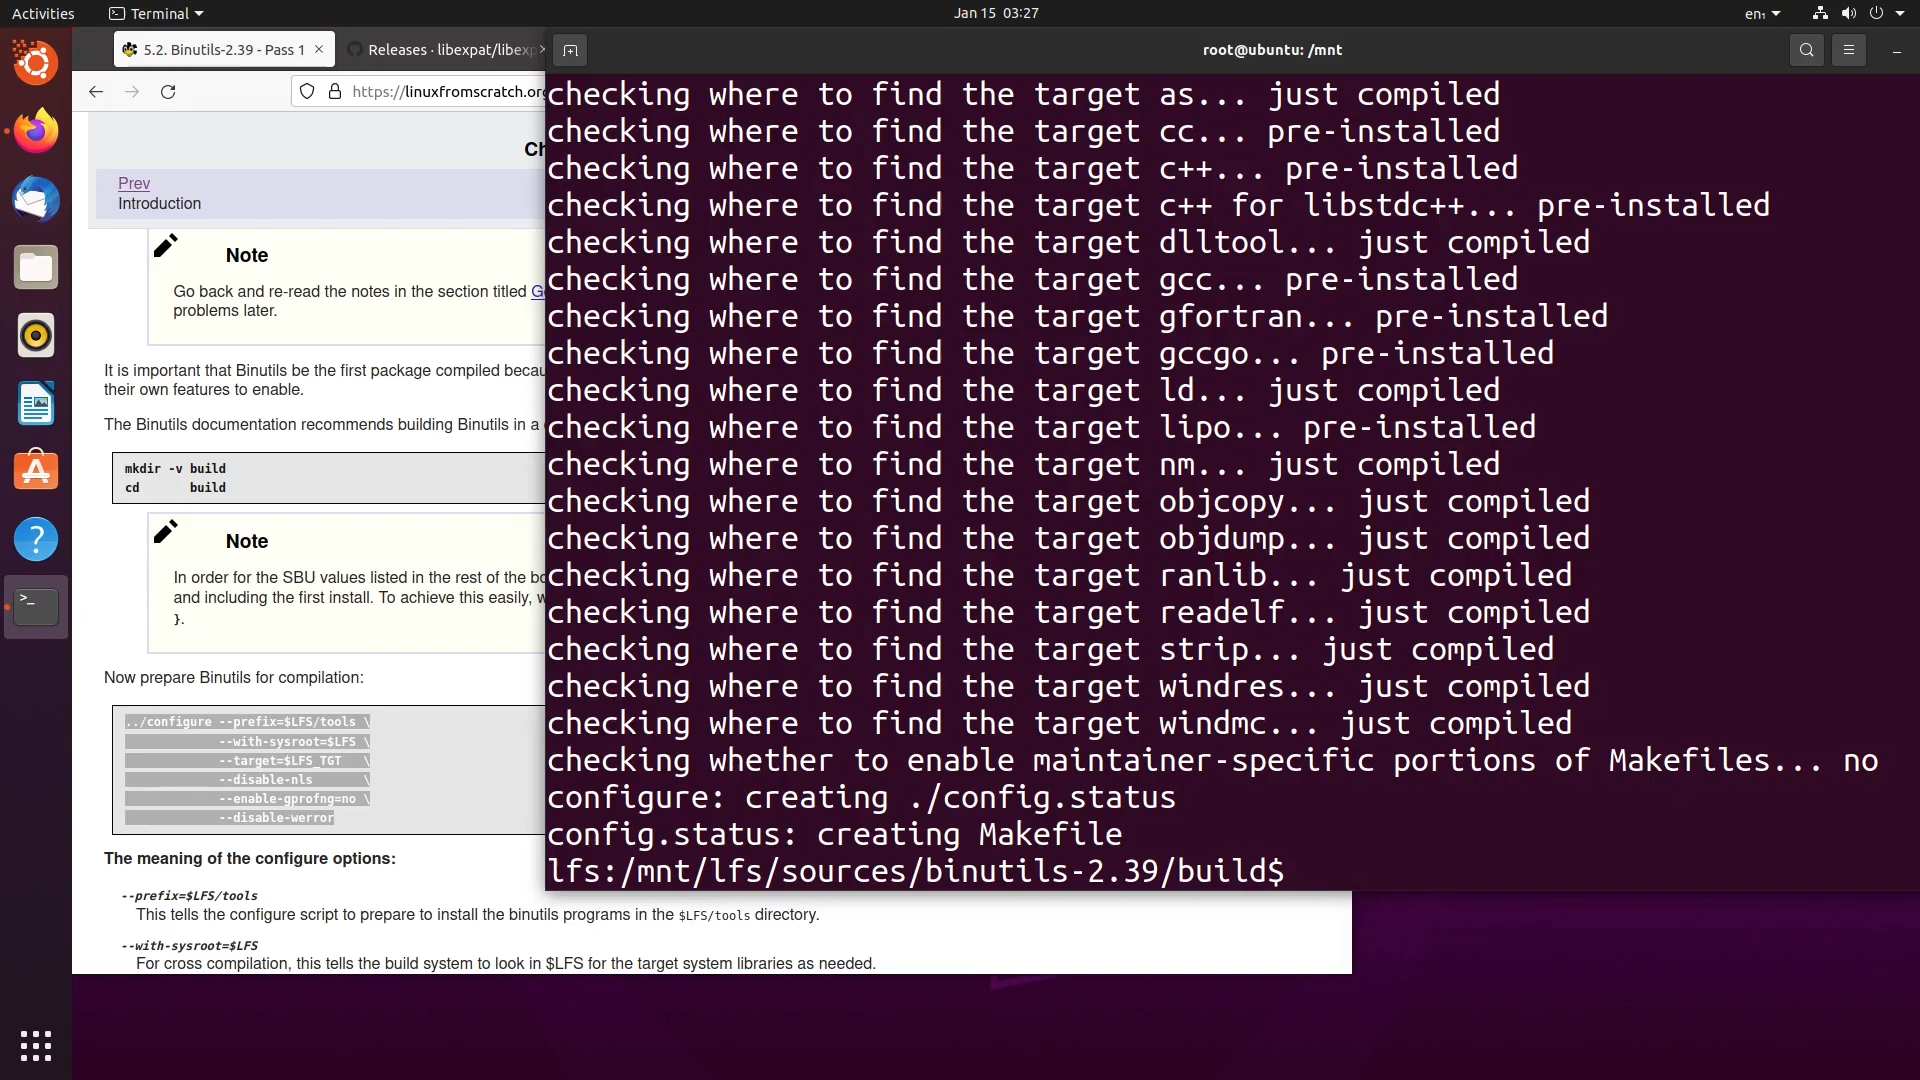 Activities
Terminal
Jan 15 03:27
en₁
5.2. Binutils-2.39 - Pass 1
Releases · libexpat/libexp
root@ubuntu: /mnt
https://linuxfromscratch.org
Prev
Introduction
Note
Go back and re-read the notes in the section titled
problems later.
It is important that Binutils be the first package compiled
their own features to enable.
The Binutils documentation recommends building Binutils in a
mkdir -v build
cd build
Note
In order for the SBU values listed in the rest of the
and including the first install. To achieve this easily,
}.
Now prepare Binutils for compilation:
../configure --prefix=$LFS/tools \
--with-sysroot=$LFS \
--target=$LFS_TGT \
--disable-nls \
--enable-gprofng=no \
--disable-werror
The meaning of the configure options:
--prefix=$LFS/tools
This tells the configure script to prepare to install the binutils programs in the $LFS/tools directory.
--with-sysroot=$LFS
For cross compilation, this tells the build system to look in $LFS for the target system libraries as needed.
checking where to find the target as... just compiled
checking where to find the target cc... pre-installed
checking where to find the target c++... pre-installed
checking where to find the target c++ for libstdc++... pre-installed
checking where to find the target dlltool... just compiled
checking where to find the target gcc... pre-installed
checking where to find the target gfortran... pre-installed
checking where to find the target gccgo... pre-installed
checking where to find the target ld... just compiled
checking where to find the target lipo... pre-installed
checking where to find the target nm... just compiled
checking where to find the target objcopy... just compiled
checking where to find the target objdump... just compiled
checking where to find the target ranlib... just compiled
checking where to find the target readelf... just compiled
checking where to find the target strip... just compiled
checking where to find the target windres... just compiled
checking where to find the target windmc... just compiled
checking whether to enable maintainer-specific portions of Makefiles... no
configure: creating ./config.status
config.status: creating Makefile
lfs:/mnt/lfs/sources/binutils-2.39/build$